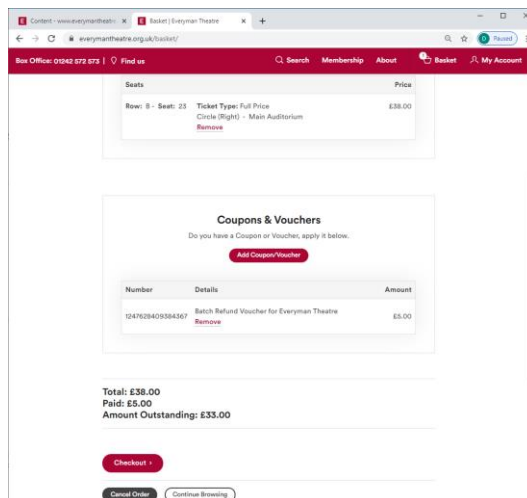 Content - www.everymantheatre
Basket | Everyman Theatre
everymantheatre.org.uk/basket/
Paused
Box Office: 01242 572 573 | Find us
Search Membership About
1 Basket My Account
Seats Price
Row: B - Seat: 23 Ticket Type: Full Price £38.00
Circle (Right) - Main Auditorium
Remove
Coupons & Vouchers
Do you have a Coupon or Voucher, apply it below.
Add Coupon/Voucher
Number Details Amount
1247628409384367 Batch Refund Voucher for Everyman Theatre £5.00
Remove
Total: £38.00
Paid: £5.00
Amount Outstanding: £33.00
Checkout ›
Cancel Order Continue Browsing